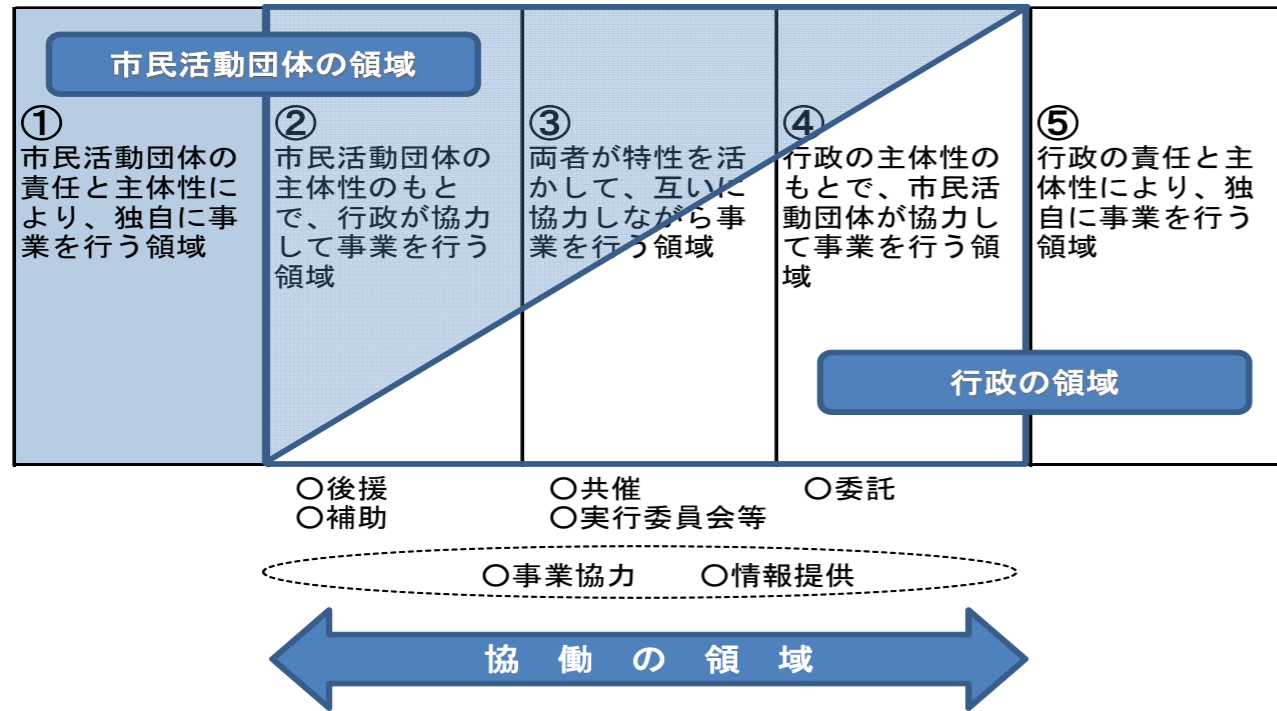 市民活動団体の領域
①
市民活動団体の
責任と主体性に
より、独自に事
業を行う領域
②
市民活動団体の
主体性のもと
で、行政が協力
して事業を行う
領域
③
両者が特性を活
かして、互いに
協力しながら事
業を行う領域
④
行政の主体性の
もとで、市民活
動団体が協力し
て事業を行う領
域
⑤
行政の責任と主
体性により、独
自に事業を行う
領域
行政の領域
〇後援
〇補助
〇共催
〇実行委員会等
〇委託
〇事業協力 〇情報提供
協働の領域